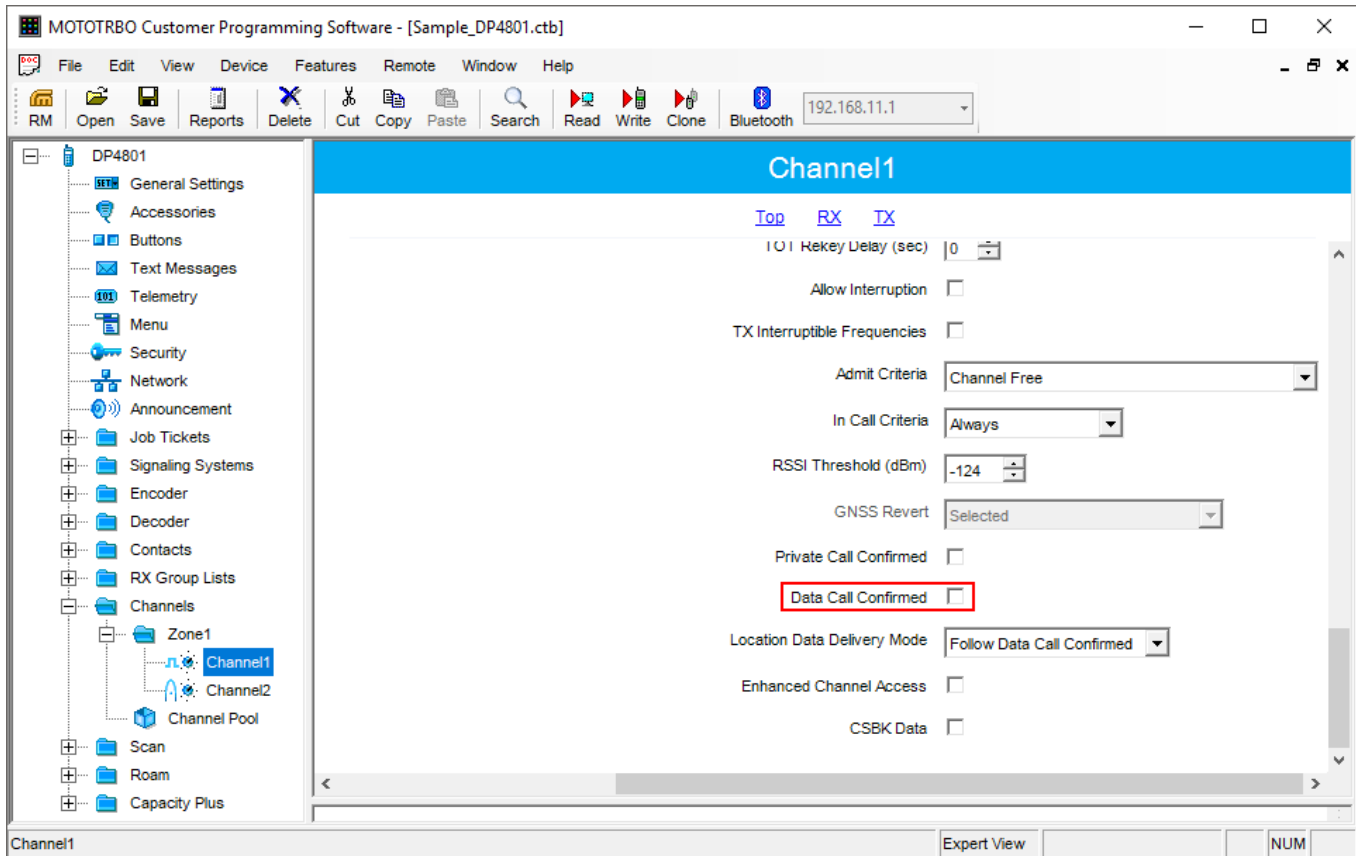 MOTOTRBO Customer Programming Software - [Sample_DP4801.ctb]
DOC File Edit View Device Features Remote Window Help
RM Open Save Reports Delete Cut Copy Paste Search Read Write Clone Bluetooth 192.168.11.1
DP4801
SET General Settings
Accessories
Buttons
Text Messages
101 Telemetry
Menu
Security
Network
Announcement
Job Tickets
Signaling Systems
Encoder
Decoder
Contacts
RX Group Lists
Channels
Zone1
Channel1
Channel2
Channel Pool
Scan
Roam
Capacity Plus
Channel1
Top RX TX
TOT Rekey Delay (sec) 0
Allow Interruption
TX Interruptible Frequencies
Admit Criteria Channel Free
In Call Criteria Always
RSSI Threshold (dBm) -124
GNSS Revert Selected
Private Call Confirmed
Data Call Confirmed
Location Data Delivery Mode Follow Data Call Confirmed
Enhanced Channel Access
CSBK Data
Channel1 Expert View NUM